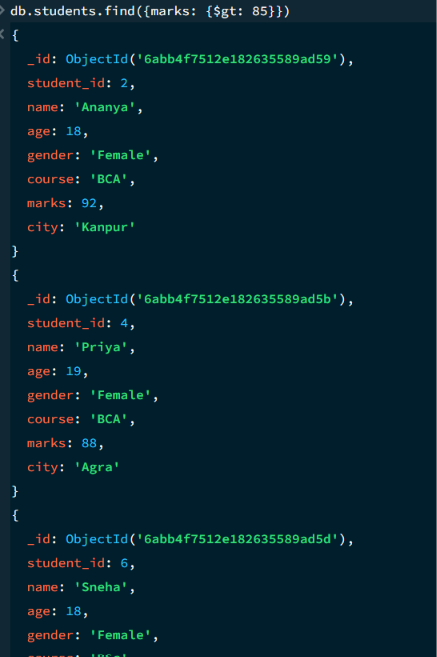 db.students.find({marks: {$gt: 85}})
{
_id: ObjectId('6abb4f7512e182635589ad59'),
student_id: 2,
name: 'Ananya',
age: 18,
gender: 'Female',
course: 'BCA',
marks: 92,
city: 'Kanpur'
}
{
_id: ObjectId('6abb4f7512e182635589ad5b'),
student_id: 4,
name: 'Priya',
age: 19,
gender: 'Female',
course: 'BCA',
marks: 88,
city: 'Agra'
}
{
_id: ObjectId('6abb4f7512e182635589ad5d'),
student_id: 6,
name: 'Sneha',
age: 18,
gender: 'Female',